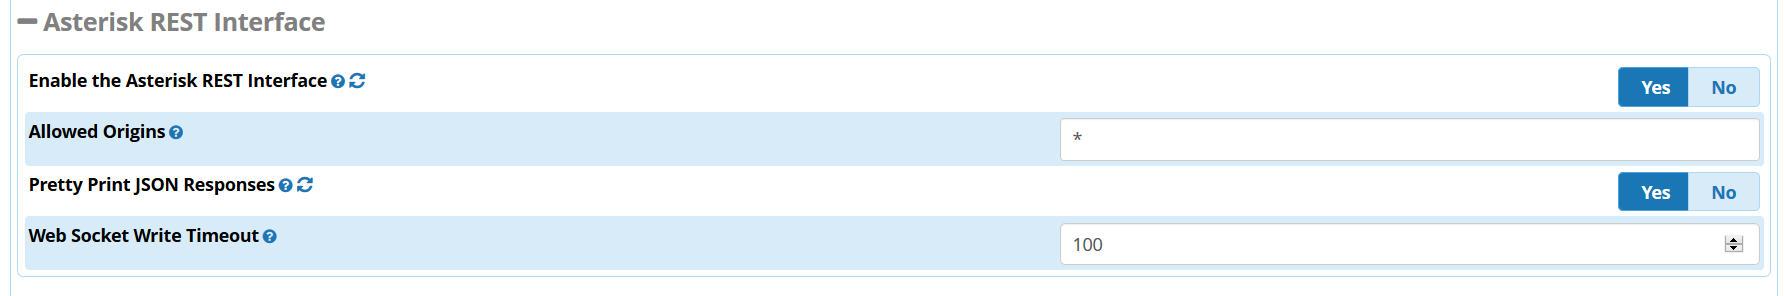 Asterisk REST Interface
Enable the Asterisk REST Interface
Yes No
Allowed Origins
*
Pretty Print JSON Responses
Yes No
Web Socket Write Timeout
100